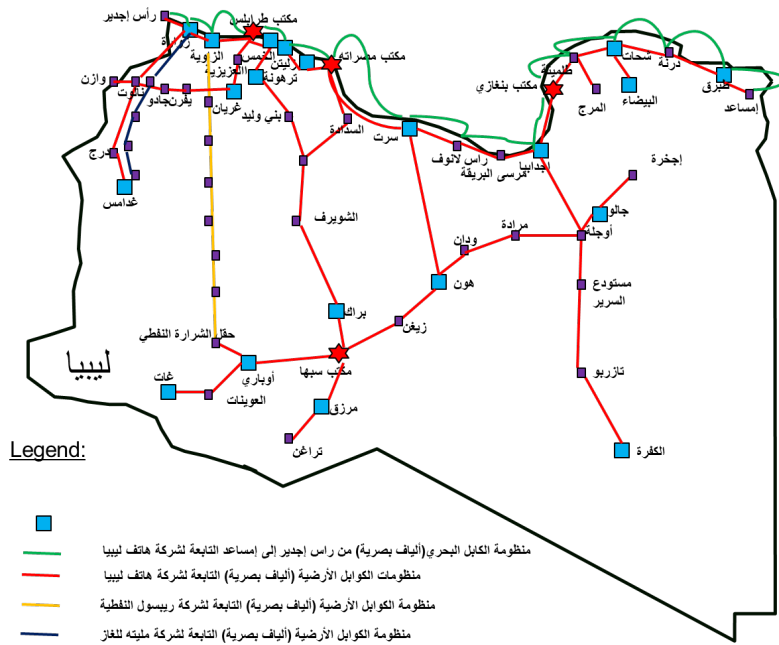 رأس إجدير
مكتب طرابلس
زوارة
الزاوية
الخمس
زليتن
مكتب مصراته
العزيزية
ترهونة
وازن
نالوت
جادو
يفرن
غريان
بني وليد
السدادة
درج
غدامس
الشويرف
سرت
راس لانوف
مرسى البريقة
اجدابيا
مكتب بنغازي
طلميثة
المرج
شحات
البيضاء
درنة
طبرق
إمساعد
إجخرة
جالو
أوجلة
مرادة
ودان
هون
زيغن
براك
مستودع
السرير
تازربو
الكفرة
حقل الشرارة النفطي
أوباري
مكتب سبها
غات
العوينات
مرزق
تراغن
ليبيا
Legend:
منظومة الكابل البحري(ألياف بصرية) من راس إجدير إلى إمساعد التابعة لشركة هاتف ليبيا
منظومات الكوابل الأرضية (ألياف بصرية) التابعة لشركة هاتف ليبيا
منظومة الكوابل الأرضية (ألياف بصرية) التابعة لشركة ريبسول النفطية
منظومة الكوابل الأرضية (ألياف بصرية) التابعة لشركة مليته للغاز